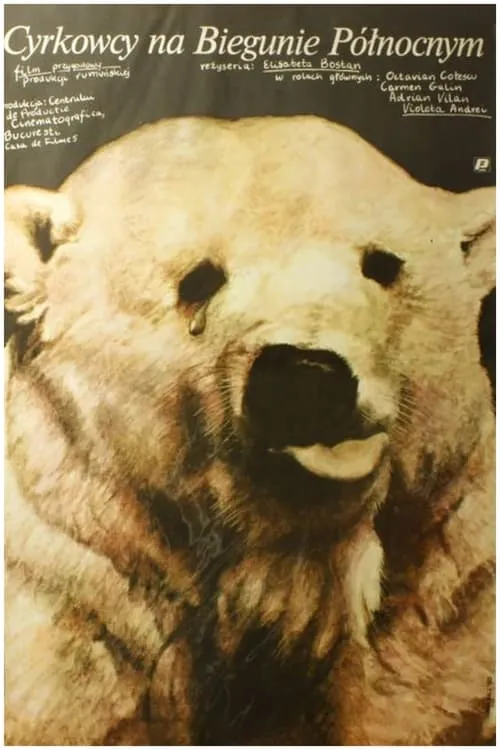 Cyrkowcy na Biegunie Północnym
film przygodowy
produkcji rumuńskiej
reżyseria: Elisabeta Bostan
w rolach głównych: Octavian Cotescu
Carmen Galin
Adrian Vilan
Violeta Andrei
odukcja: Centrului
de Productie
Cinematografica,
Bucuresti
Casa de Filme 5
P